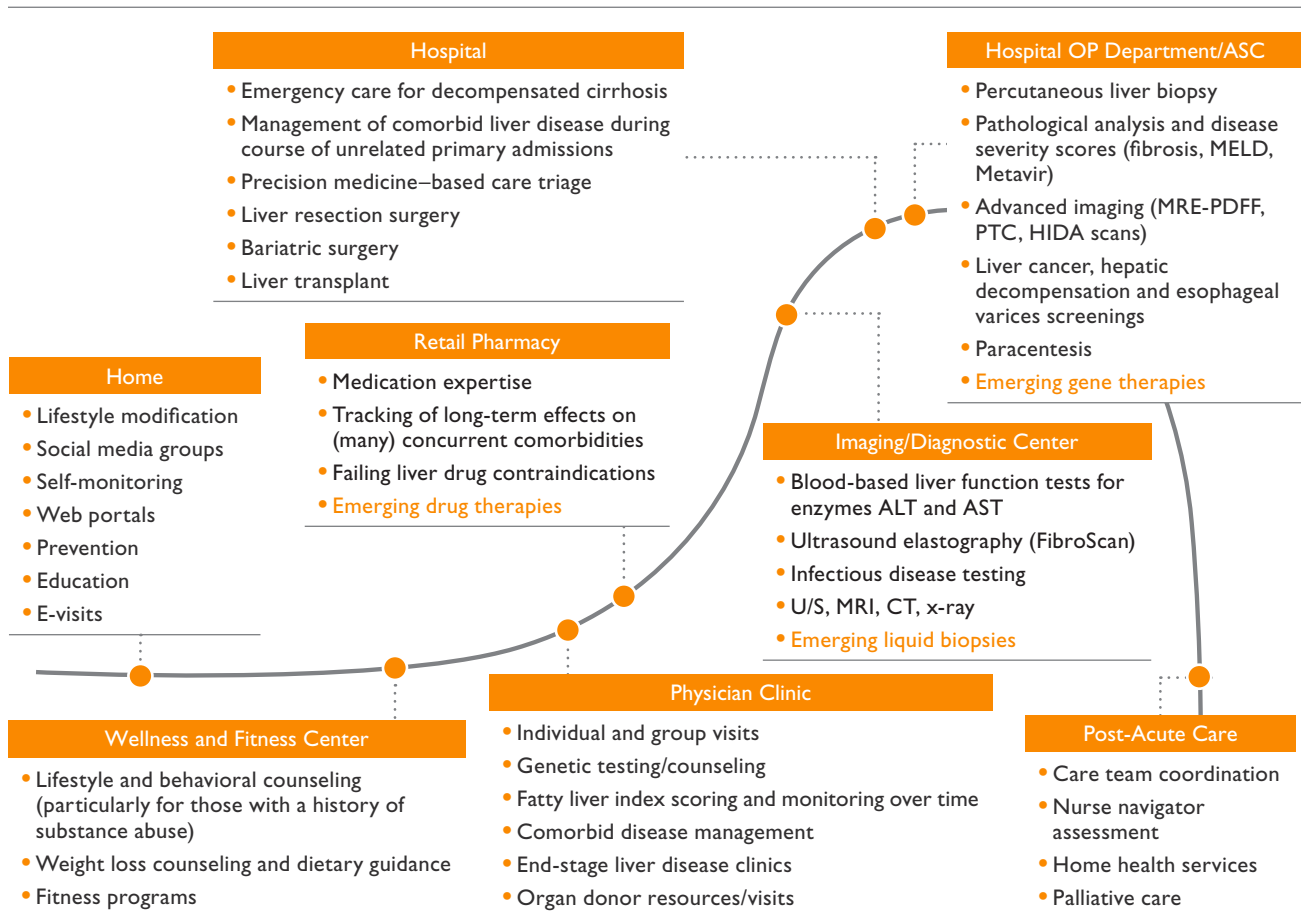 Hospital
• Emergency care for decompensated cirrhosis
• Management of comorbid liver disease during
course of unrelated primary admissions
• Precision medicine–based care triage
• Liver resection surgery
• Bariatric surgery
• Liver transplant
Hospital OP Department/ASC
• Percutaneous liver biopsy
• Pathological analysis and disease
severity scores (fibrosis, MELD,
Metavir)
• Advanced imaging (MRE-PDFF,
PTC, HIDA scans)
• Liver cancer, hepatic
decompensation and esophageal
varices screenings
• Paracentesis
• Emerging gene therapies
Retail Pharmacy
• Medication expertise
• Tracking of long-term effects on
(many) concurrent comorbidities
• Failing liver drug contraindications
• Emerging drug therapies
Home
• Lifestyle modification
• Social media groups
• Self-monitoring
• Web portals
• Prevention
• Education
• E-visits
Imaging/Diagnostic Center
• Blood-based liver function tests for
enzymes ALT and AST
• Ultrasound elastography (FibroScan)
• Infectious disease testing
• U/S, MRI, CT, x-ray
• Emerging liquid biopsies
Wellness and Fitness Center
• Lifestyle and behavioral counseling
(particularly for those with a history of
substance abuse)
• Weight loss counseling and dietary guidance
• Fitness programs
Physician Clinic
• Individual and group visits
• Genetic testing/counseling
• Fatty liver index scoring and monitoring over time
• Comorbid disease management
• End-stage liver disease clinics
• Organ donor resources/visits
Post-Acute Care
• Care team coordination
• Nurse navigator
assessment
• Home health services
• Palliative care